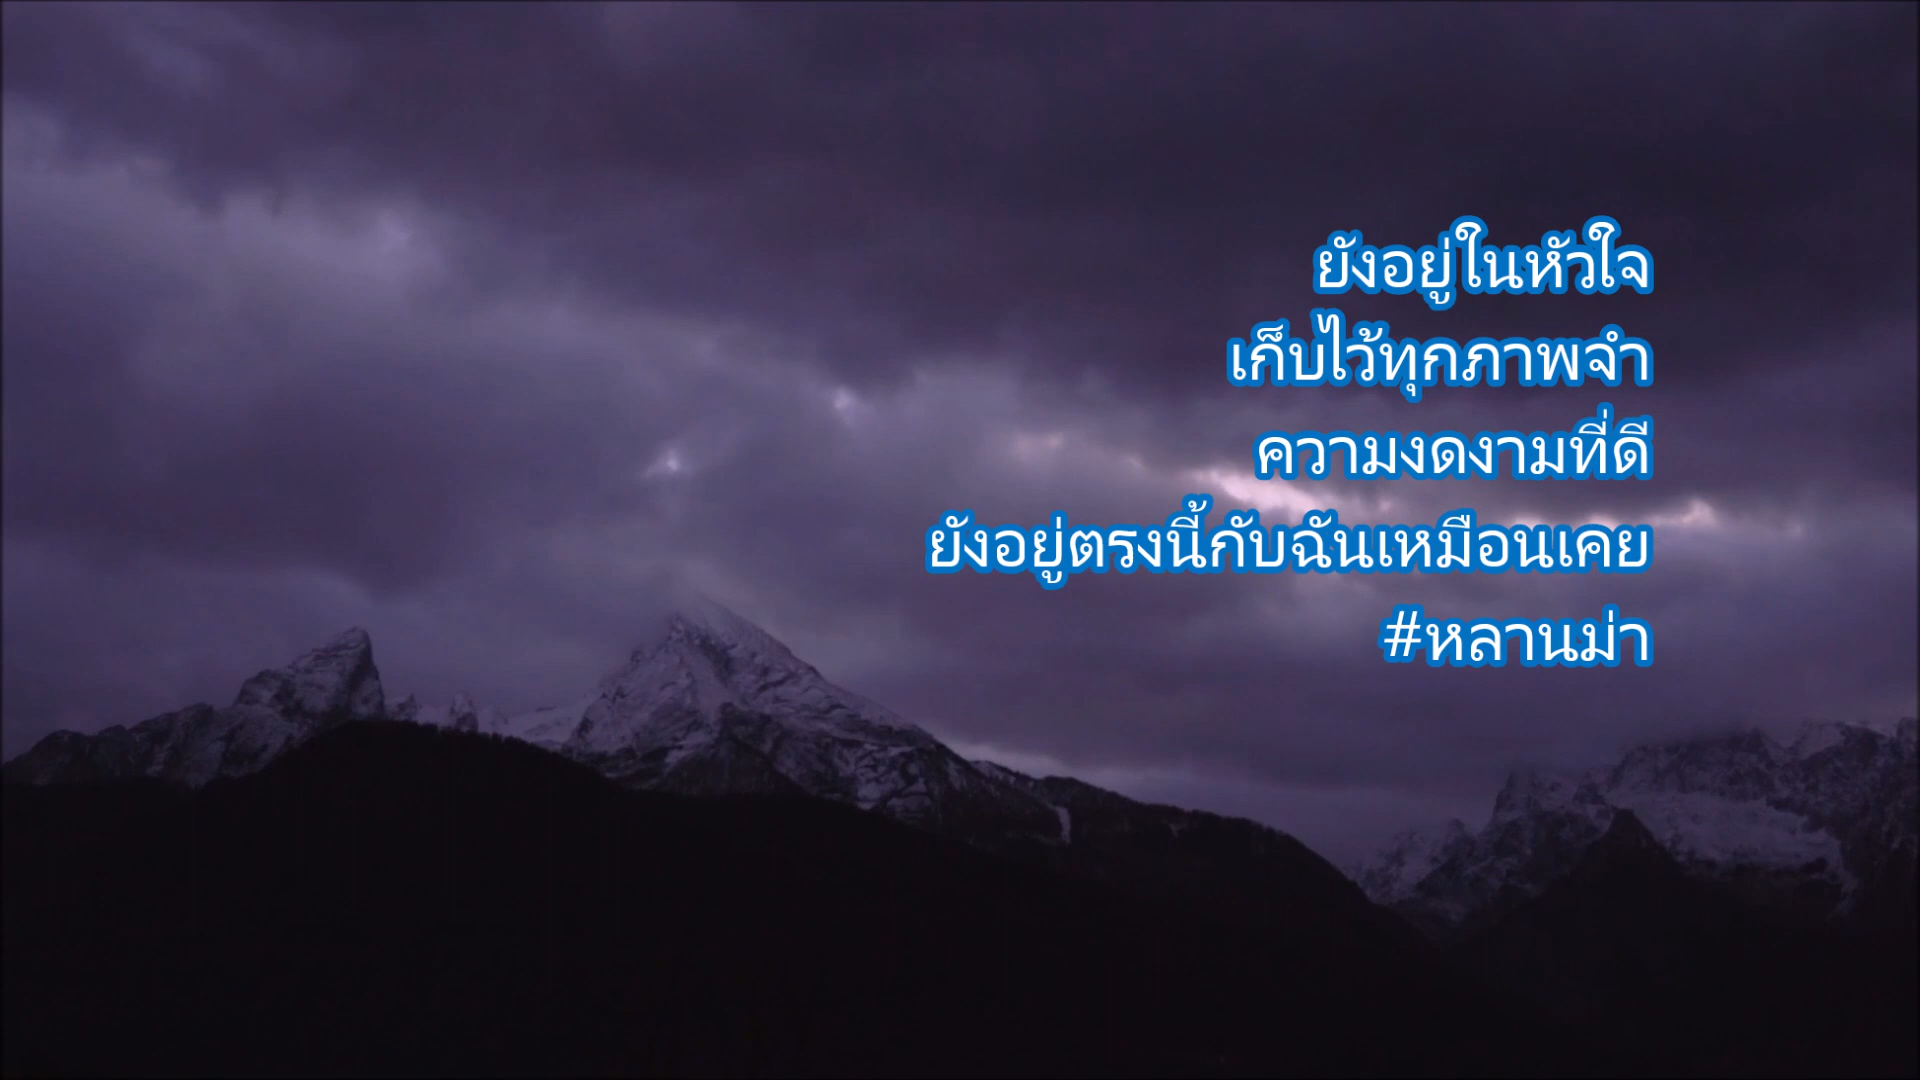 ยังอยู่ในหัวใจ
เก็บไว้ทุกภาพจำ
ความงดงามที่ดี
ยังอยู่ตรงนี้กับฉันเหมือนเคย
#หลานม่า